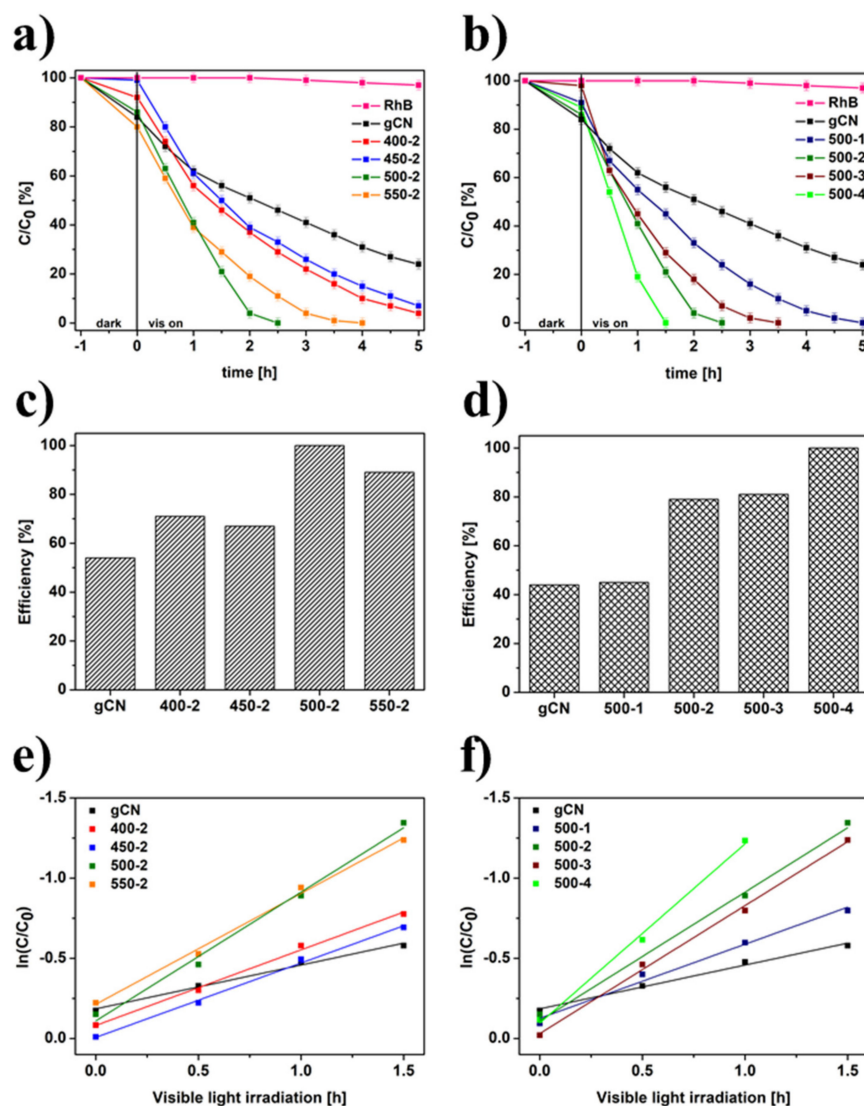 a)
C/C0 [%]
100
80
60
40
20
0
RhB
gCN
400-2
450-2
500-2
550-2
dark
vis on
-1 0 1 2 3 4 5
time [h]
b)
C/C0 [%]
100
80
60
40
20
0
RhB
gCN
500-1
500-2
500-3
500-4
dark
vis on
-1 0 1 2 3 4 5
time [h]
c)
Efficiency [%]
100
80
60
40
20
0
gCN 400-2 450-2 500-2 550-2
d)
Efficiency [%]
100
80
60
40
20
0
gCN 500-1 500-2 500-3 500-4
e)
ln(C/C0)
-1.5
-1.0
-0.5
0.0
gCN
400-2
450-2
500-2
550-2
0.0 0.5 1.0 1.5
Visible light irradiation [h]
f)
ln(C/C0)
-1.5
-1.0
-0.5
0.0
gCN
500-1
500-2
500-3
500-4
0.0 0.5 1.0 1.5
Visible light irradiation [h]